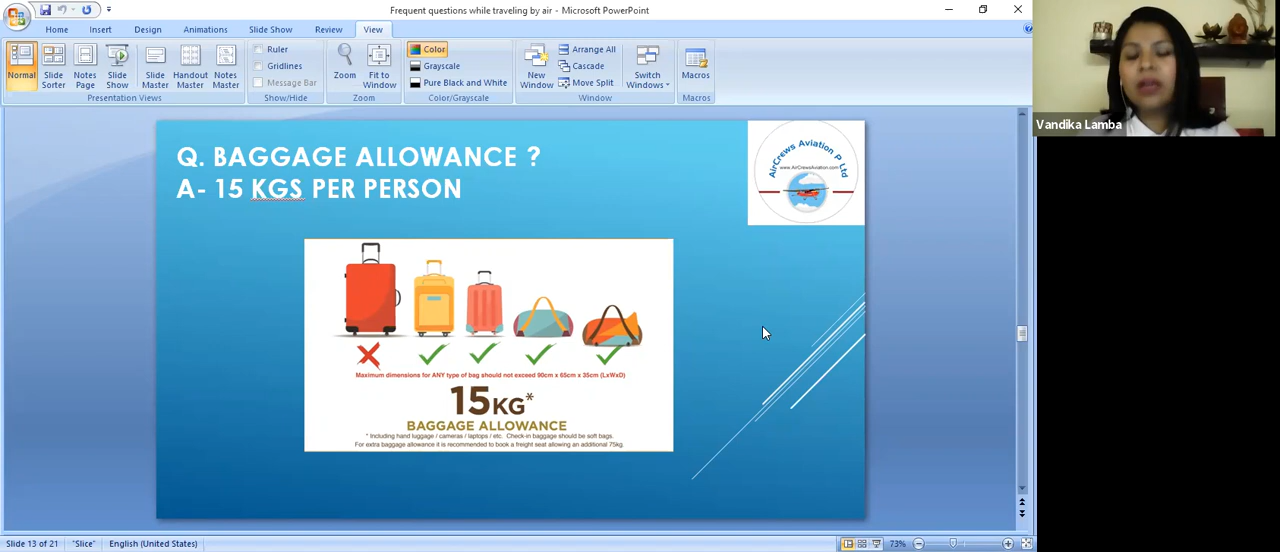 Frequent questions while traveling by air - Microsoft PowerPoint
Home Insert Design Animations Slide Show Review View
Normal
Slide Sorter
Notes Page
Slide Show
Slide Master
Handout Master
Notes Master
Presentation Views
Ruler
Gridlines
Message Bar
Show/Hide
Zoom
Fit to Window
Zoom
Color
Grayscale
Pure Black and White
Color/Grayscale
New Window
Arrange All
Cascade
Move Split
Switch Windows
Window
Macros
Macros
Vandika Lamba
Q. BAGGAGE ALLOWANCE ?
A- 15 KGS PER PERSON
AirCrews Aviation P Ltd
www.AirCrewsAviation.com
Maximum dimensions for ANY type of bag should not exceed 90cm x 65cm x 35cm (LxWxD)
15KG*
BAGGAGE ALLOWANCE
* Including hand luggage / cameras / laptops / etc. Check-in baggage should be soft bags.
For extra baggage allowance it is recommended to book a freight seat allowing an additional 75kg.
Slide 13 of 21 "Slice" English (United States) 73%